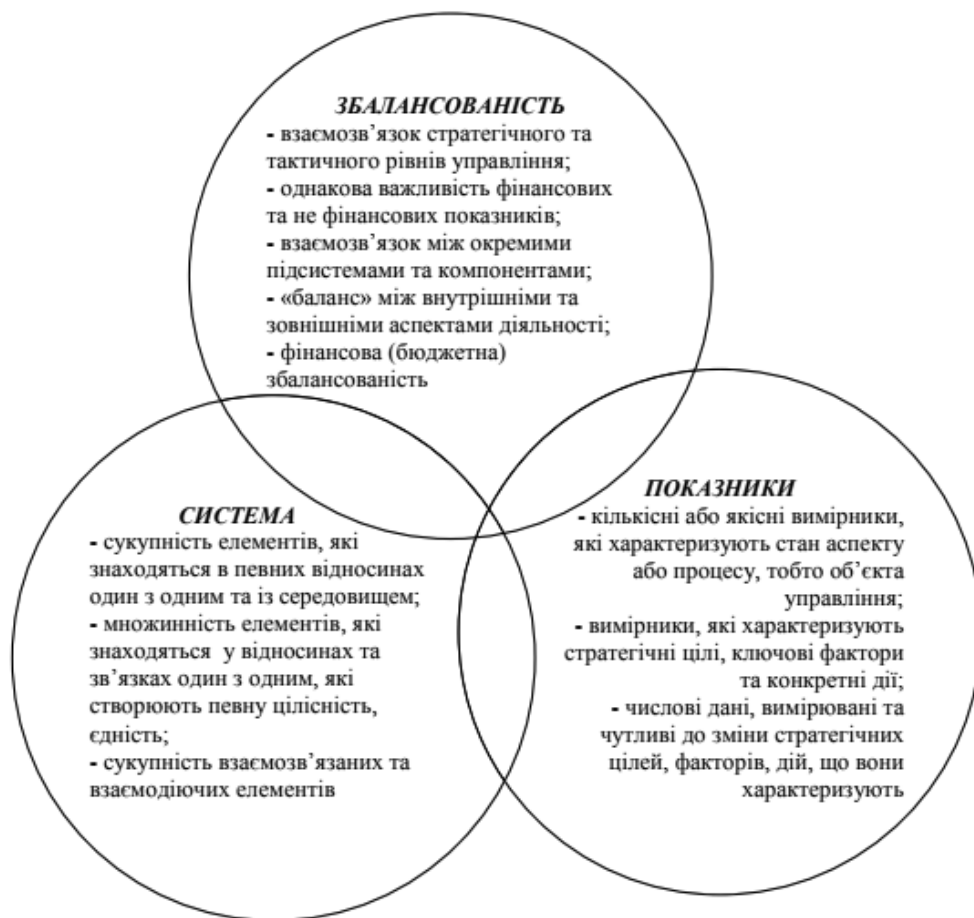 ЗБАЛАНСОВАНІСТЬ
- взаємозв’язок стратегічного та
тактичного рівнів управління;
- однакова важливість фінансових
та не фінансових показників;
- взаємозв’язок між окремими
підсистемами та компонентами;
- «баланс» між внутрішніми та
зовнішніми аспектами діяльності;
- фінансова (бюджетна)
збалансованість
СИСТЕМА
- сукупність елементів, які
знаходяться в певних відносинах
один з одним та із середовищем;
- множинність елементів, які
знаходяться у відносинах та
зв’язках один з одним, які
створюють певну цілісність,
єдність;
- сукупність взаємозв’язаних та
взаємодіючих елементів
ПОКАЗНИКИ
- кількісні або якісні вимірники,
які характеризують стан аспекту
або процесу, тобто об’єкта
управління;
- вимірники, які характеризують
стратегічні цілі, ключові фактори
та конкретні дії;
- числові дані, вимірювані та
чутливі до зміни стратегічних
цілей, факторів, дій, що вони
характеризують